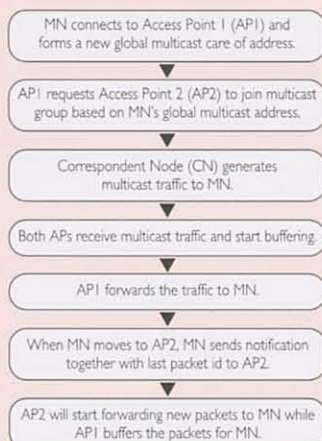 MN connects to Access Point 1 (AP1) and
forms a new global multicast care of address.
AP1 requests Access Point 2 (AP2) to join multicast
group based on MN's global multicast address.
Correspondent Node (CN) generates
multicast traffic to MN.
Both APs receive multicast traffic and start buffering.
AP1 forwards the traffic to MN.
When MN moves to AP2, MN sends notification
together with last packet id to AP2.
AP2 will start forwarding new packets to MN while
AP1 buffers the packets for MN.